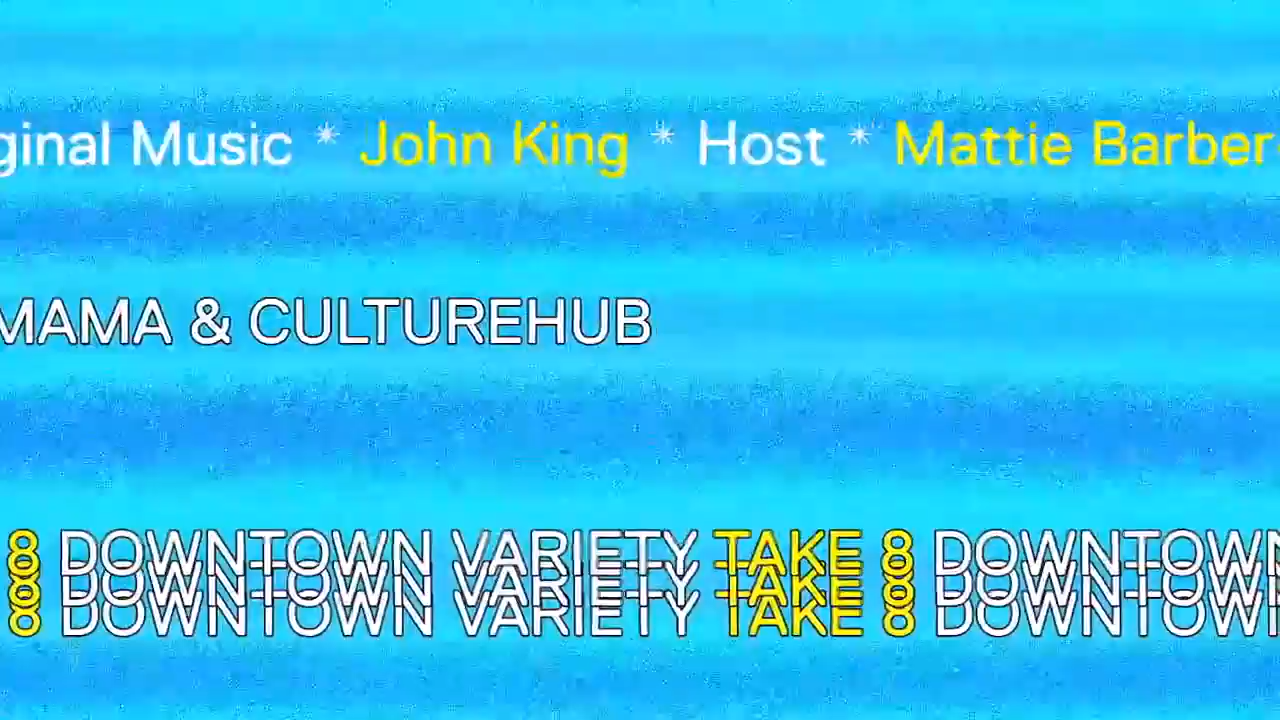 ginal Music * John King * Host * Mattie Barber
MAMA & CULTUREHUB
8 DOWNTOWN VARIETY TAKE 8 DOWNTOWN
8 DOWNTOWN VARIETY TAKE 8 DOWNTOWN
8 DOWNTOWN VARIETY TAKE 8 DOWNTOWN